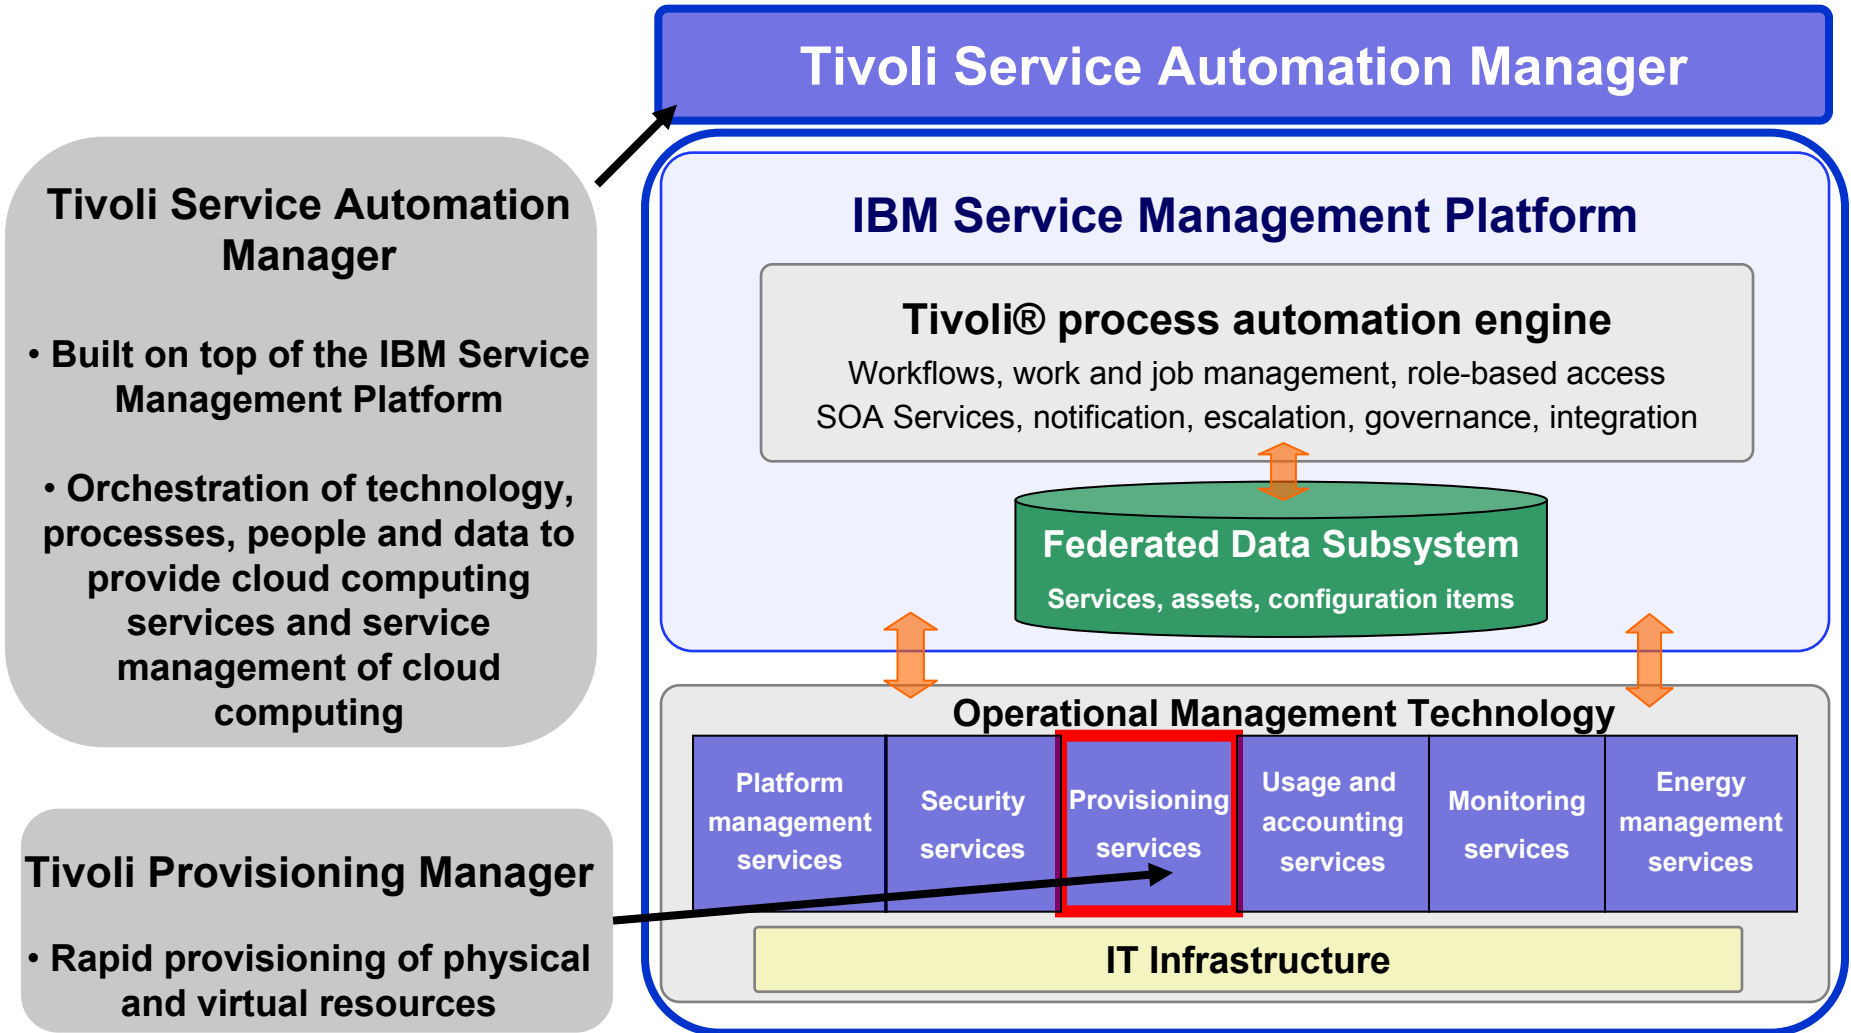 Tivoli Service Automation Manager
Tivoli Service Automation
Manager
• Built on top of the IBM Service
Management Platform
• Orchestration of technology,
processes, people and data to
provide cloud computing
services and service
management of cloud
computing
Tivoli Provisioning Manager
• Rapid provisioning of physical
and virtual resources
IBM Service Management Platform
Tivoli® process automation engine
Workflows, work and job management, role-based access
SOA Services, notification, escalation, governance, integration
Federated Data Subsystem
Services, assets, configuration items
Operational Management Technology
Platform
management
services
Security
services
Provisioning
services
Usage and
accounting
services
Monitoring
services
Energy
management
services
IT Infrastructure